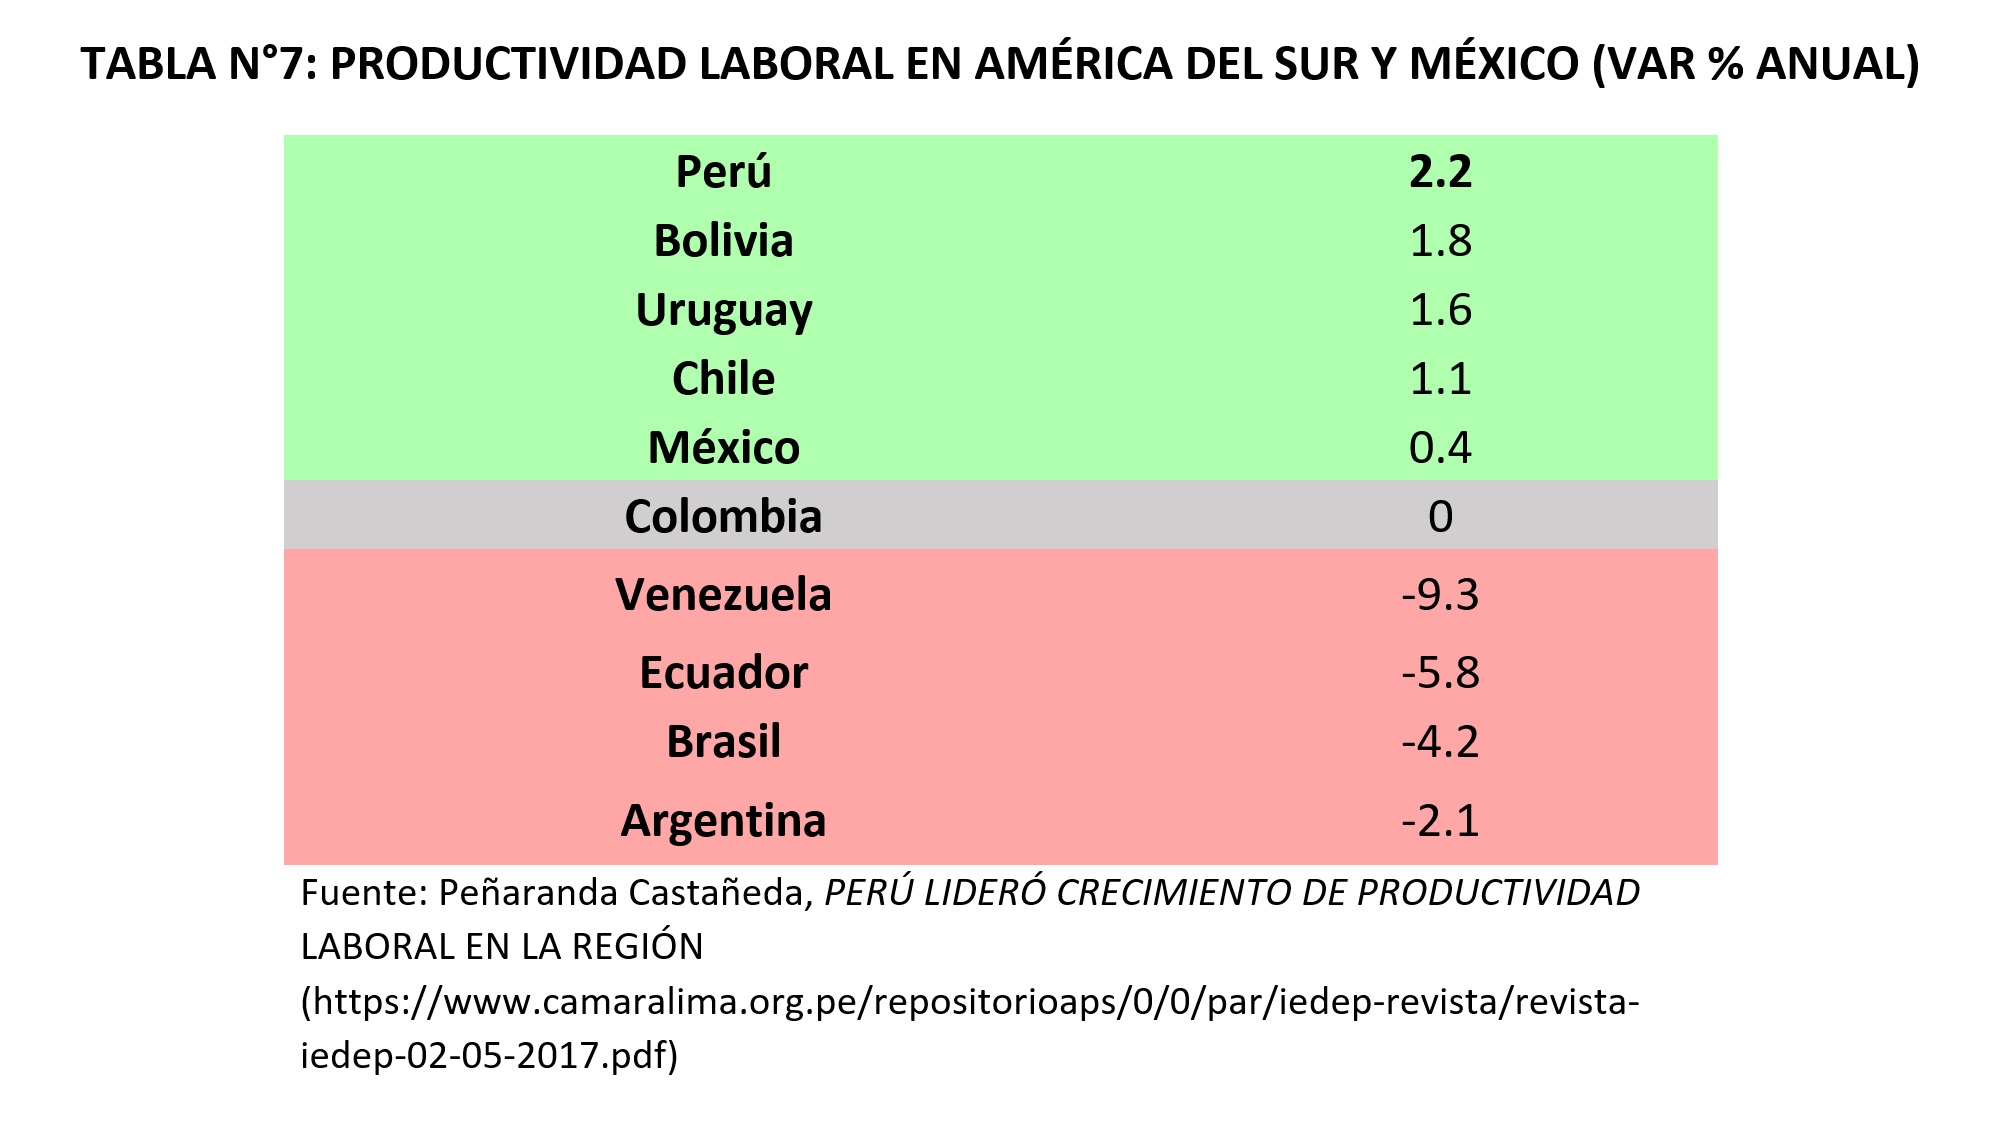 TABLA N°7: PRODUCTIVIDAD LABORAL EN AMÉRICA DEL SUR Y MÉXICO (VAR % ANUAL)
Perú 2.2
Bolivia 1.8
Uruguay 1.6
Chile 1.1
México 0.4
Colombia 0
Venezuela -9.3
Ecuador -5.8
Brasil -4.2
Argentina -2.1
Fuente: Peñaranda Castañeda, PERÚ LIDERÓ CRECIMIENTO DE PRODUCTIVIDAD
LABORAL EN LA REGIÓN
(https://www.camaralima.org.pe/repositorioaps/0/0/par/iedep-revista/revista-
iedep-02-05-2017.pdf)